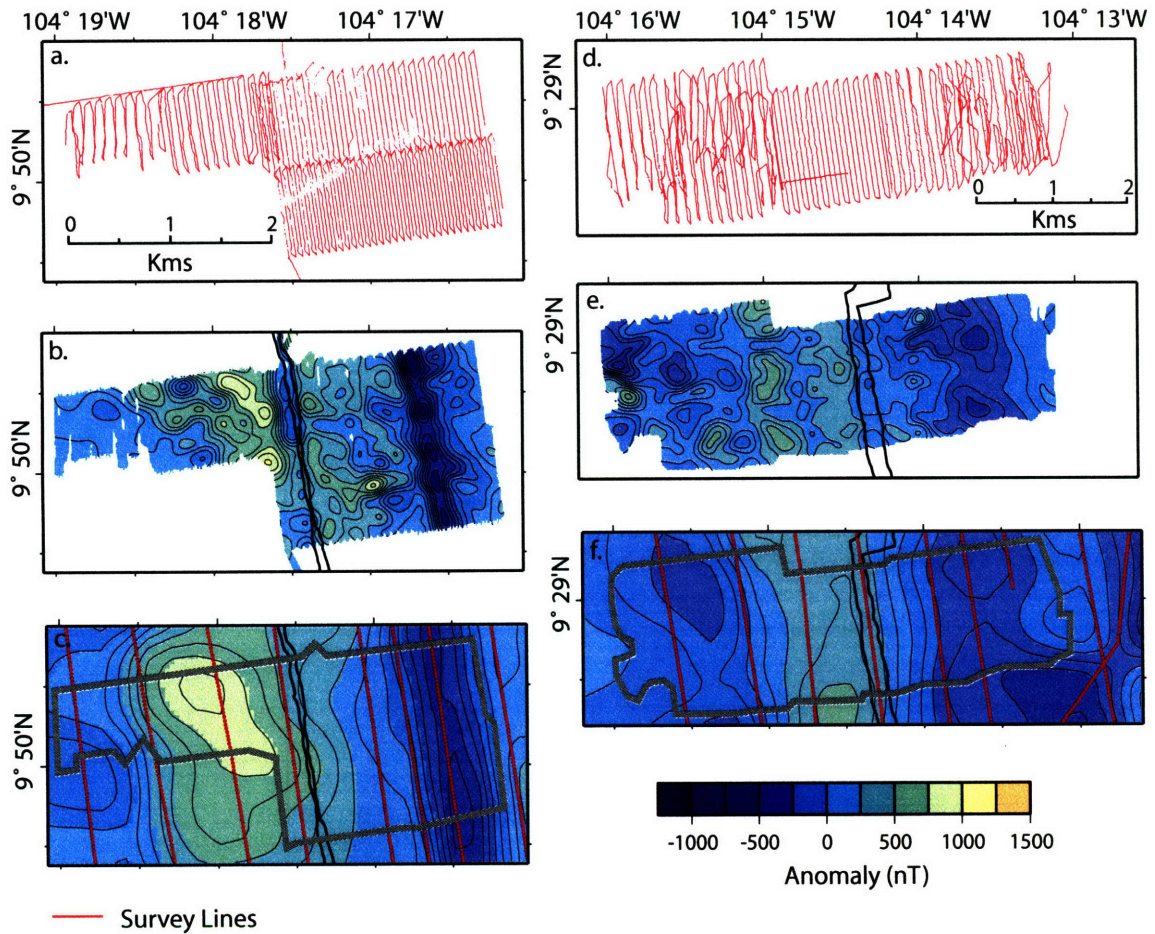 104° 19'W 104° 18'W 104° 17'W
a.
9° 50'N
0 1 2
Kms
b.
9° 50'N
c.
9° 50'N
Survey Lines
104° 16'W 104° 15'W 104° 14'W 104° 13'W
d.
9° 29'N
0 1 2
Kms
e.
9° 29'N
f.
9° 29'N
-1000 -500 0 500 1000 1500
Anomaly (nT)